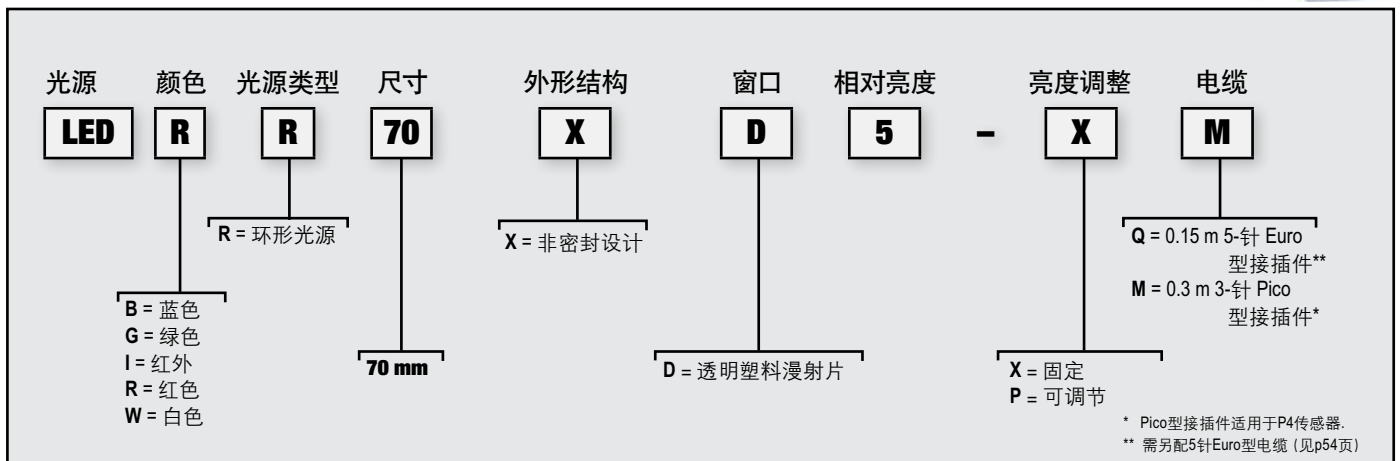 光源 颜色 光源类型 尺寸 外形结构 窗口 相对亮度 亮度调整 电缆
LED R R 70 X D 5 – X M
R = 环形光源
X = 非密封设计
Q = 0.15 m 5-针 Euro
型接插件**
M = 0.3 m 3-针 Pico
型接插件*
B = 蓝色
G = 绿色
I = 红外
R = 红色
W = 白色
70 mm
D = 透明塑料漫射片
X = 固定
P = 可调节
* Pico型接插件适用于P4传感器.
** 需另配5针Euro型电缆 (见p54页)